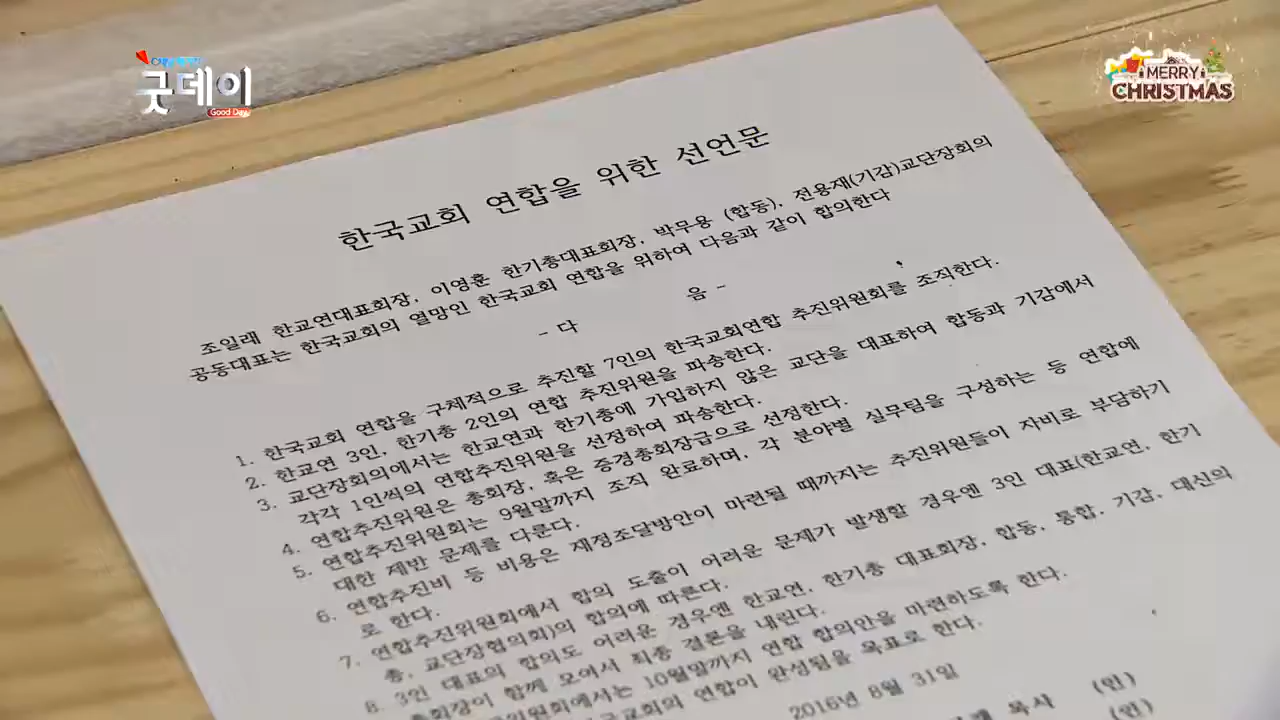 굿데이
Good Day
MERRY
CHRISTMAS
한국교회 연합을 위한 선언문
조일래 한교연대표회장, 이영훈 한기총대표회장, 박무용 (합동), 전용재(기감)교단장회의
공동대표는 한국교회의 열망인 한국교회 연합을 위하여 다음과 같이 합의한다
- 다 음 -
1. 한국교회 연합을 구체적으로 추진할 7인의 한국교회연합 추진위원회를 조직한다.
2. 한교연 3인, 한기총 2인의 연합 추진위원을 파송한다.
3. 교단장회의에서는 한교연과 한기총에 가입하지 않은 교단을 대표하여 합동과 기감에서
각각 1인씩의 연합추진위원을 선정하여 파송한다.
4. 연합추진위원은 총회장, 혹은 증경총회장급으로 선정한다.
5. 연합추진위원회는 9월말까지 조직 완료하며, 각 분야별 실무팀을 구성하는 등 연합에
대한 제반 문제를 다룬다.
6. 연합추진비 등 비용은 재정조달방안이 마련될 때까지는 추진위원들이 자비로 부담하기
로 한다.
7. 연합추진위원회에서 합의 도출이 어려운 문제가 발생할 경우엔 3인 대표(한교연, 한기
총, 교단장협의회)의 합의에 따른다.
8. 3인 대표의 합의도 어려운 경우엔 한교연, 한기총 대표회장, 합동, 통합, 기감, 대신의
총회장이 함께 모여서 최종 결론을 내린다.
위원회에서는 10월말까지 연합 합의안을 마련하도록 한다.
국교회의 연합이 완성됨을 목표로 한다.
2016년 8월 31일
목사 (인)
(인)